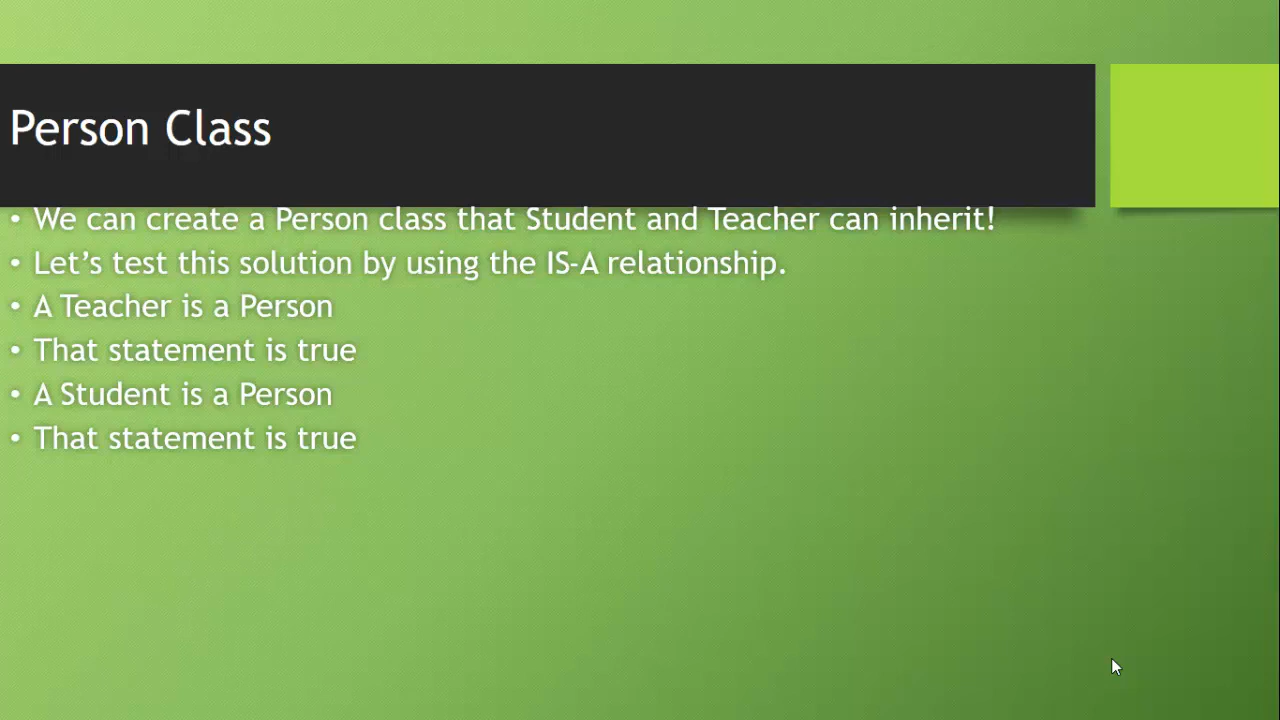 Person Class
• We can create a Person class that Student and Teacher can inherit!
• Let’s test this solution by using the IS-A relationship.
• A Teacher is a Person
• That statement is true
• A Student is a Person
• That statement is true